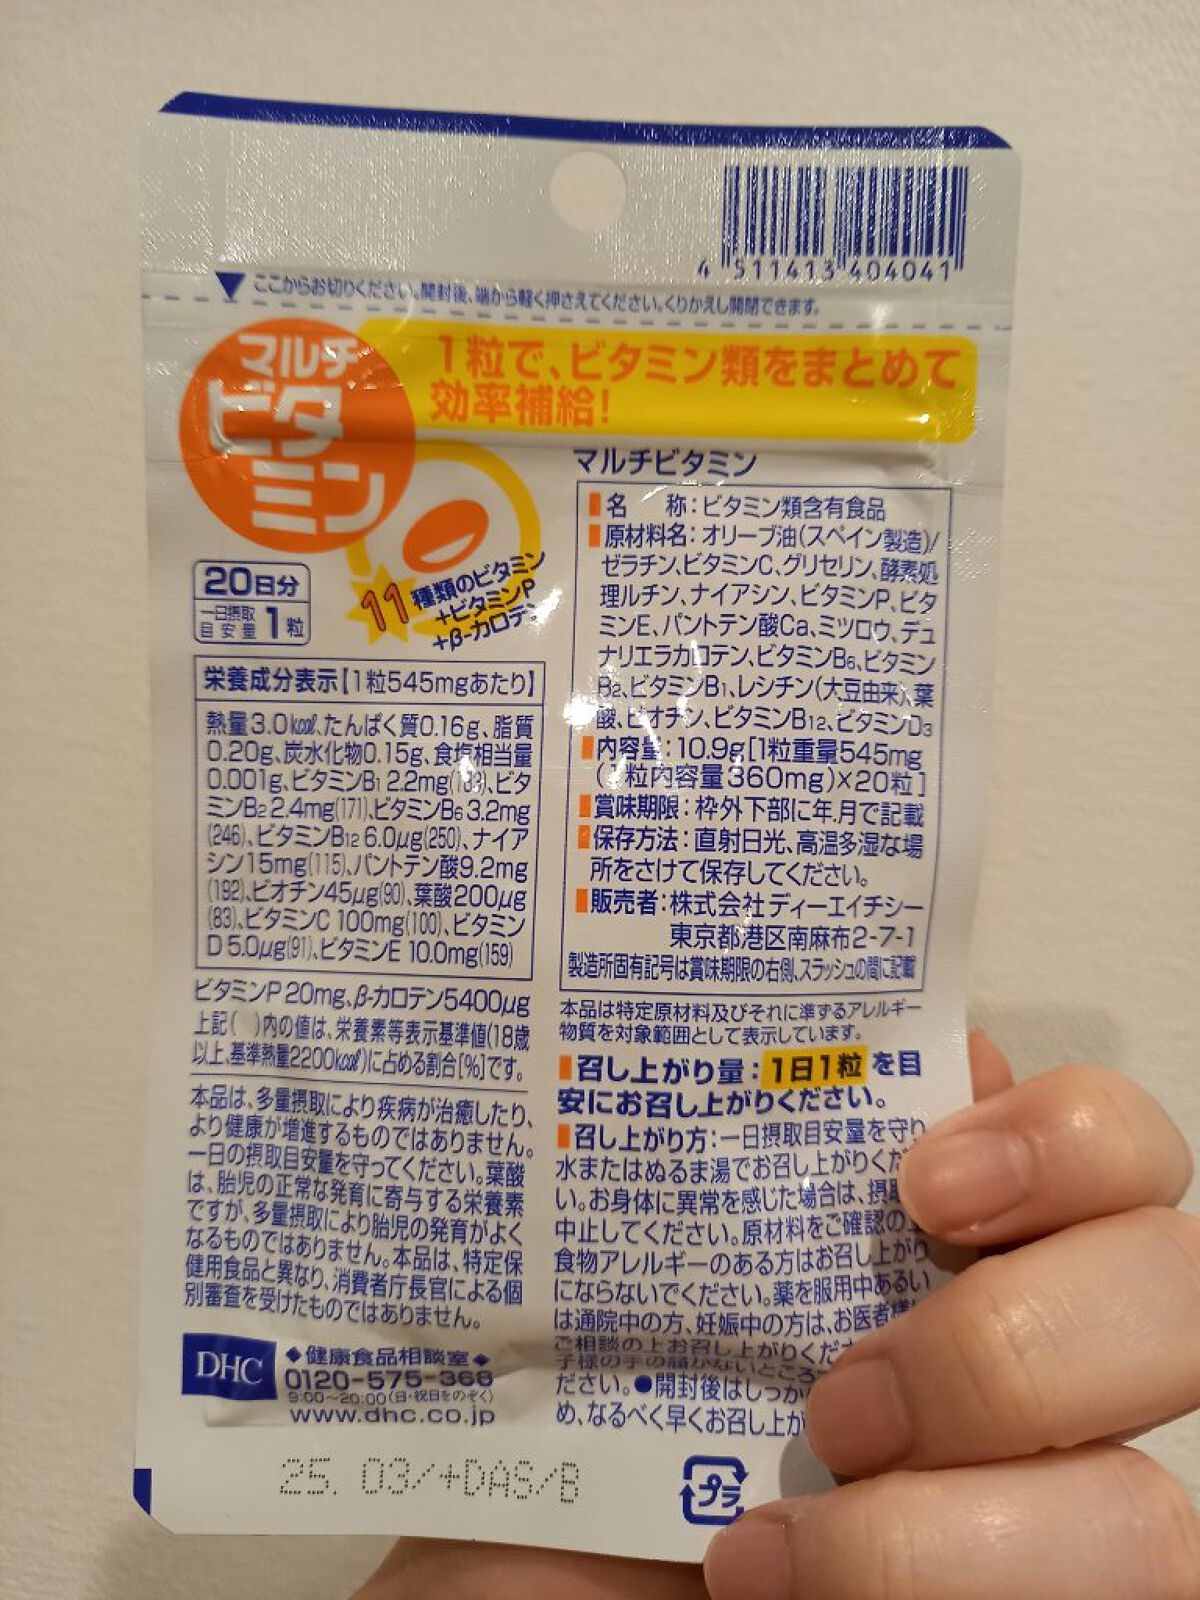 4 511413 404041
ここからお切りください。開封後、端から軽く押さえてください。くりかえし開閉できます。
マルチ
ビタ
ミン
1粒で、ビタミン類をまとめて
効率補給!
11種類のビタミン
+ビタミンP
+β-カロテン
20日分
一日摂取
目安量 1粒
栄養成分表示[1粒545mgあたり]
熱量3.0kcal、たんぱく質0.16g、脂質
0.20g、炭水化物0.15g、食塩相当量
0.001g、ビタミンB1 2.2mg(183)、ビタ
ミンB2 2.4mg(171)、ビタミンB6 3.2mg
(246)、ビタミンB12 6.0μg(250)、ナイア
シン15mg(115)、パントテン酸9.2mg
(192)、ビオチン45μg(90)、葉酸200μg
(83)、ビタミンC 100mg(100)、ビタミン
D 5.0μg(91)、ビタミンE 10.0mg(159)
ビタミンP 20mg、β-カロテン5400μg
上記( )内の値は、栄養素等表示基準値(18歳
以上、基準熱量2200kcal)に占める割合[%]です。
本品は、多量摂取により疾病が治癒したり、
より健康が増進するものではありません。
一日の摂取目安量を守ってください。葉酸
は、胎児の正常な発育に寄与する栄養素
ですが、多量摂取により胎児の発育がよく
なるものではありません。本品は、特定保
健用食品と異なり、消費者庁長官による個
別審査を受けたものではありません。
DHC
◆健康食品相談室◆
0120-575-368
9:00~20:00(日・祝日をのぞく)
www.dhc.co.jp
マルチビタミン
名 称:ビタミン類含有食品
原材料名:オリーブ油(スペイン製造)/
ゼラチン、ビタミンC、グリセリン、酵素処
理ルチン、ナイアシン、ビタミンP、ビタ
ミンE、パントテン酸Ca、ミツロウ、デュ
ナリエラカロテン、ビタミンB6、ビタミン
B2、ビタミンB1、レシチン(大豆由来)、葉
酸、ビオチン、ビタミンB12、ビタミンD3
内容量:10.9g[1粒重量545mg
(1粒内容量360mg)×20粒]
賞味期限:枠外下部に年.月で記載
保存方法:直射日光、高温多湿な場
所をさけて保存してください。
販売者:株式会社ディーエイチシー
東京都港区南麻布2-7-1
製造所固有記号は賞味期限の右側、スラッシュの間に記載
本品は特定原材料及びそれに準ずるアレルギー
物質を対象範囲として表示しています。
召し上がり量:1日1粒を目
安にお召し上がりください。
召し上がり方:一日摂取目安量を守り
水またはぬるま湯でお召し上がりくだ
い。お身体に異常を感じた場合は、摂
中止してください。原材料をご確認の上
食物アレルギーのある方はお召し上がり
にならないでください。薬を服用中あるい
は通院中の方、妊娠中の方は、お医者様
ご相談の上お召し上がりくだ
子様の手の届かないところ
ださい。●開封後はしっか
め、なるべく早くお召し上が
25. 03/+DAS/B
プラ